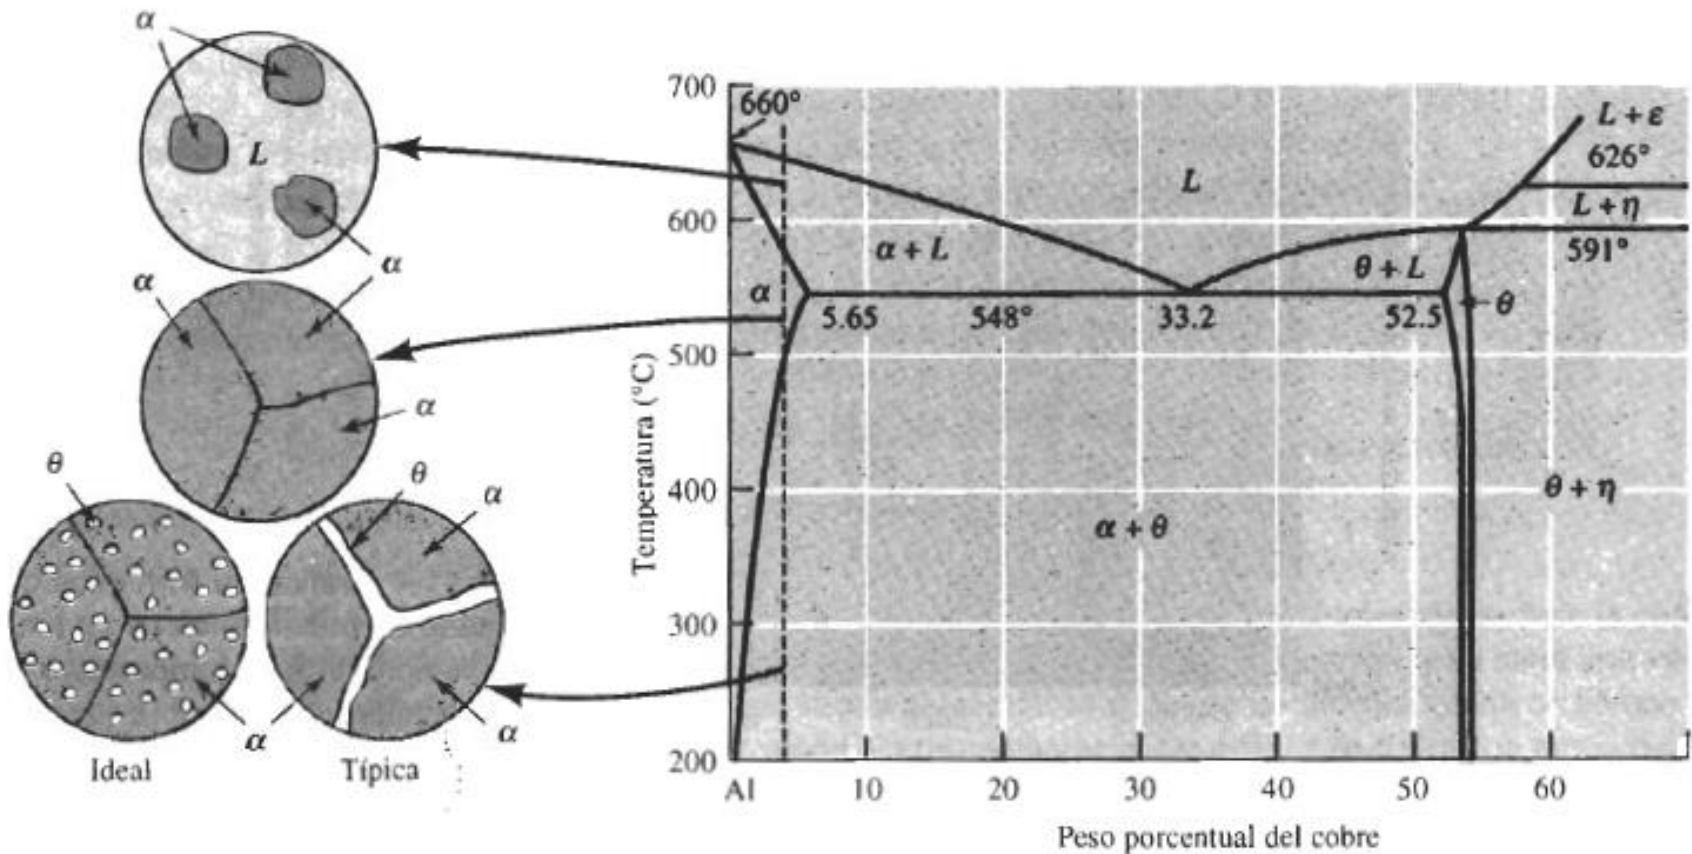 α
α
L
α
α
α
θ
θ
α
α
α
Ideal
Típica
700
600
500
400
300
200
Temperatura (°C)
660°
L
L + ε
626°
L + η
591°
α + L
θ + L
α
5.65
548°
33.2
52.5
θ
α + θ
θ + η
Al
10
20
30
40
50
60
Peso porcentual del cobre